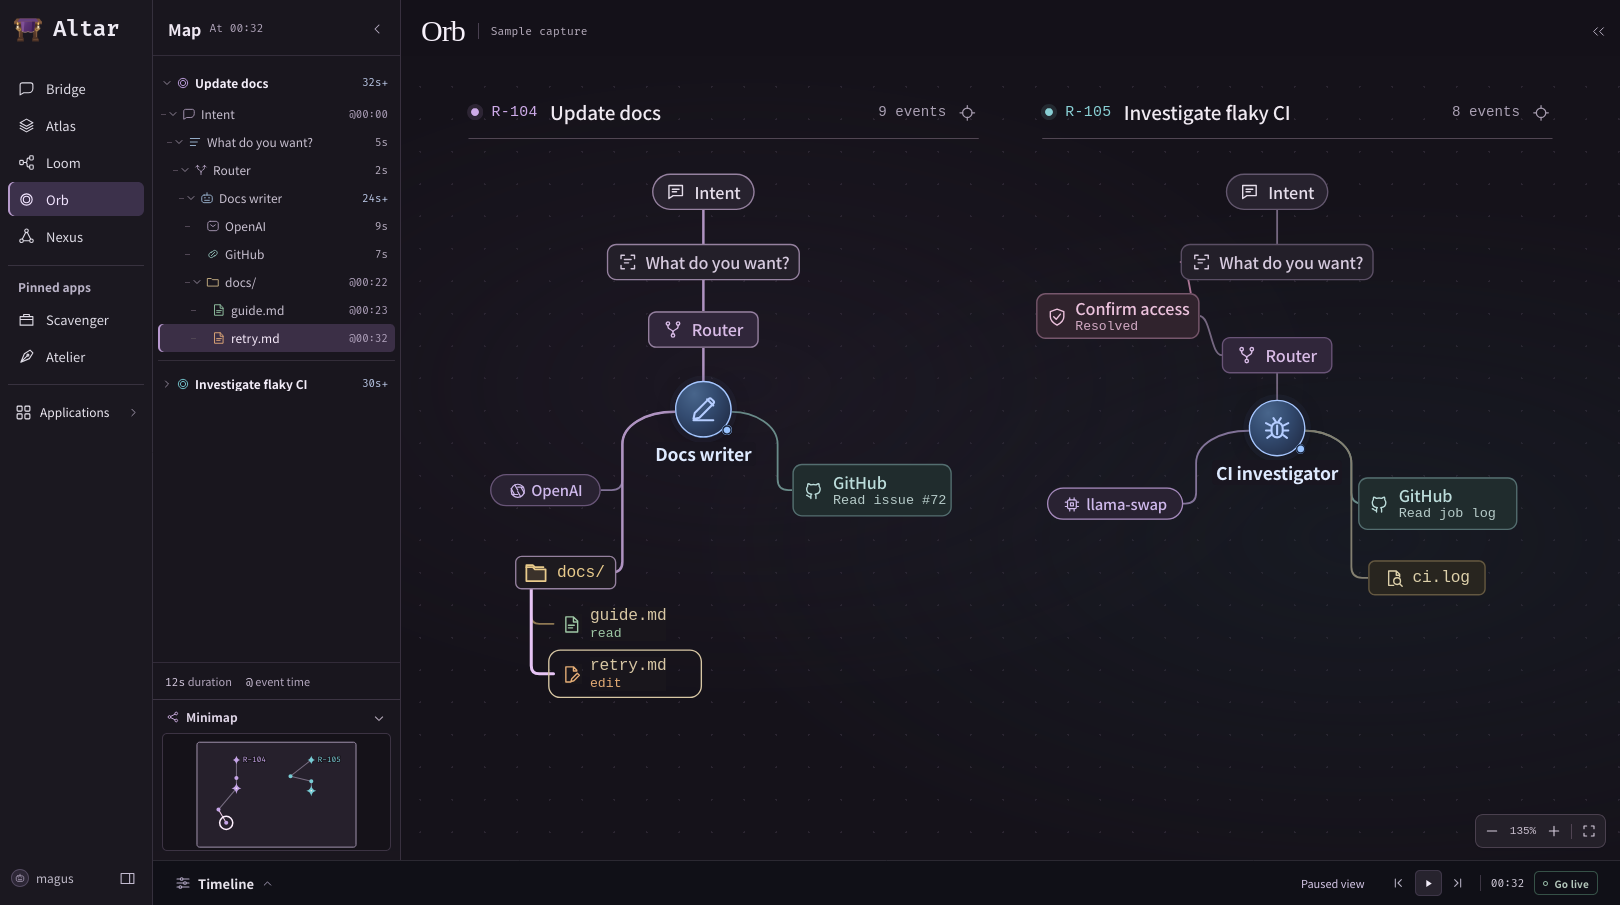 Altar
Bridge
Atlas
Loom
Orb
Nexus
Pinned apps
Scavenger
Atelier
Applications
magus
Map At 00:32
Update docs 32s+
Intent @00:00
What do you want? 5s
Router 2s
Docs writer 24s+
OpenAI 9s
GitHub 7s
docs/ @00:22
guide.md @00:23
retry.md @00:32
Investigate flaky CI 30s+
12s duration @ event time
Minimap
R-104 R-105
Orb Sample capture
R-104 Update docs 9 events
Intent
What do you want?
Router
Docs writer
OpenAI
GitHub
Read issue #72
docs/
guide.md
read
retry.md
edit
R-105 Investigate flaky CI 8 events
Intent
What do you want?
Confirm access
Resolved
Router
CI investigator
llama-swap
GitHub
Read job log
ci.log
135%
Timeline
Paused view
00:32
Go live